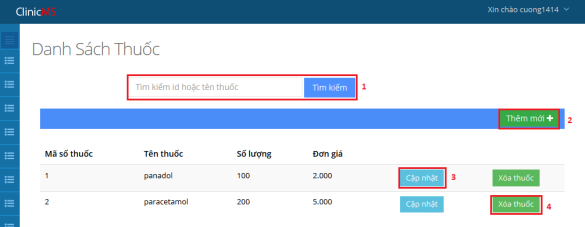 ClinicMS
Xin chào cuong1414
Danh Sách Thuốc
Tìm kiếm id hoặc tên thuốc
Tìm kiếm
1
Thêm mới +
2
Mã số thuốc Tên thuốc Số lượng Đơn giá
1 panadol 100 2.000 Cập nhật 3 Xóa thuốc
2 paracetamol 200 5.000 Cập nhật Xóa thuốc 4